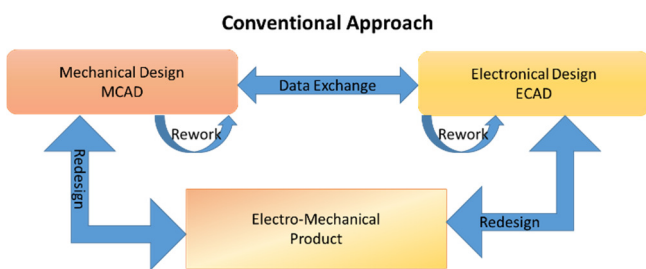 Conventional Approach
Mechanical Design
MCAD
Data Exchange
Electronical Design
ECAD
Rework
Rework
Redesign
Electro-Mechanical
Product
Redesign